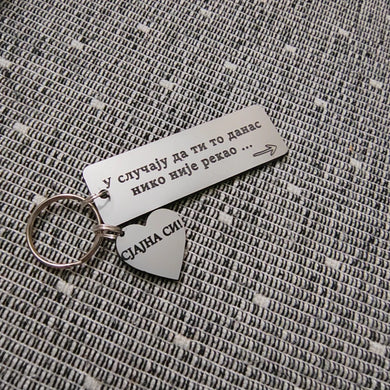 У СЛУЧАЈУ ДА ТИ ТО ДАНАС
НИКО НИЈЕ РЕКАО ... →
СЈАЈНА СИ!